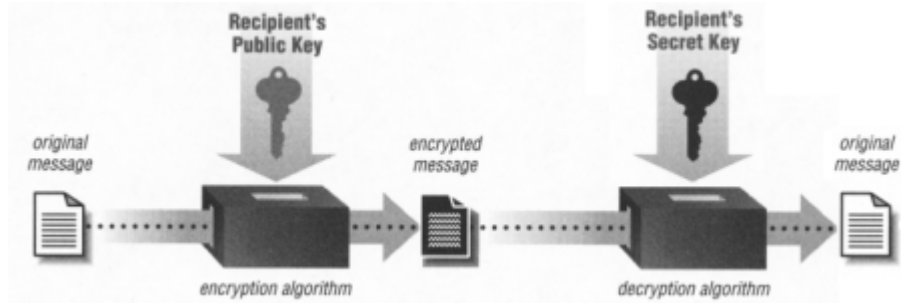 Recipient's
Public Key
Recipient's
Secret Key
original
message
encrypted
message
original
message
encryption algorithm
decryption algorithm